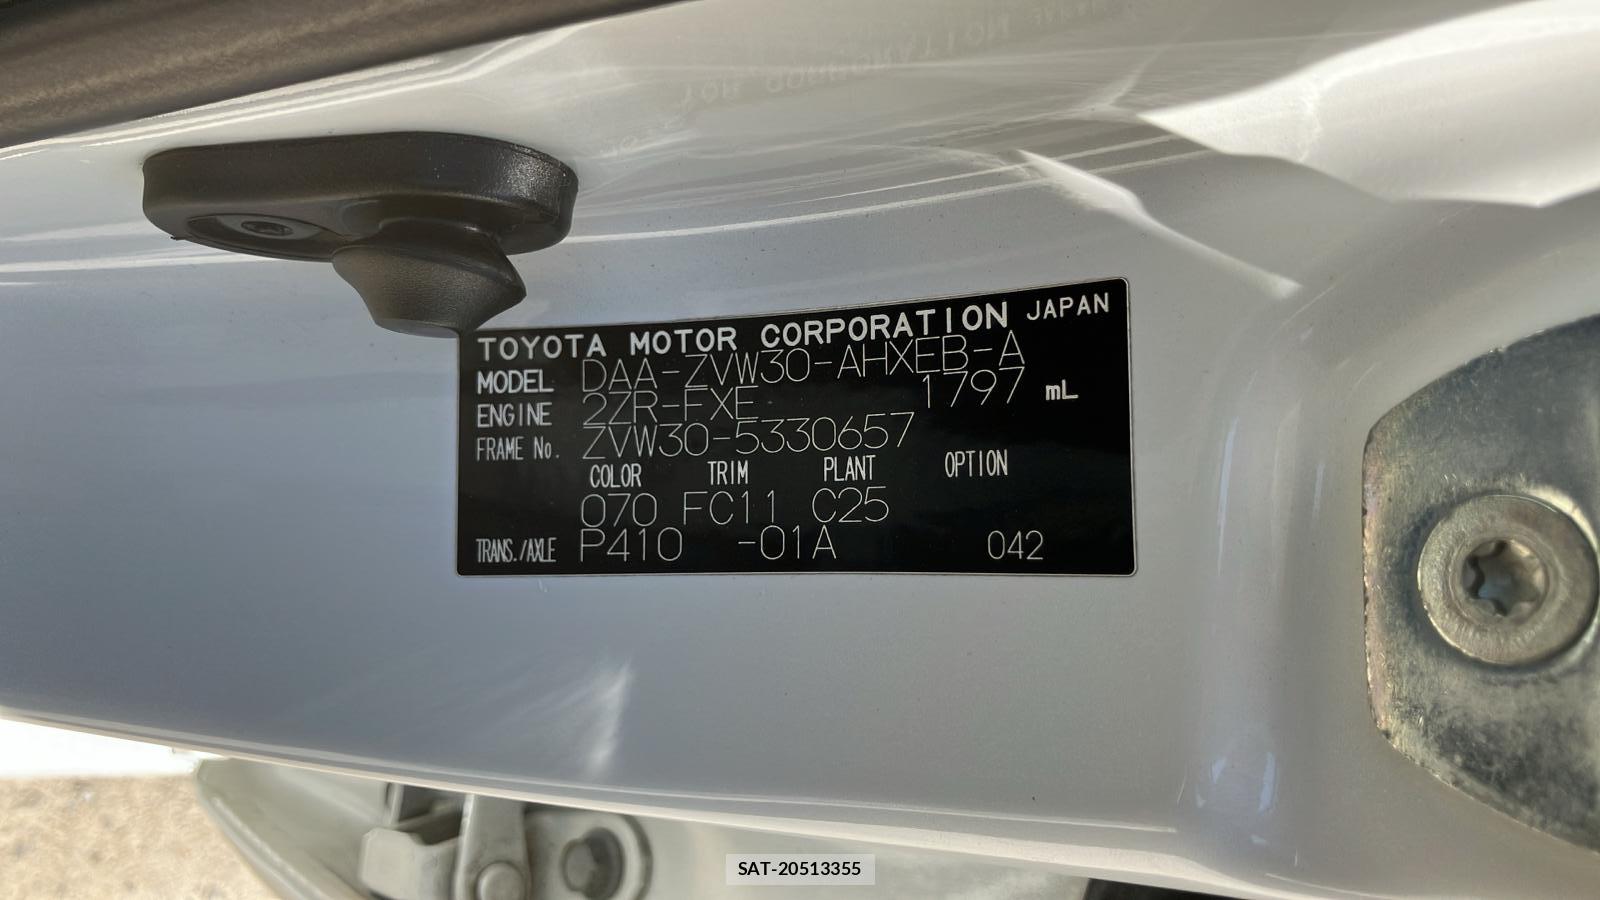 TOYOTA MOTOR CORPORATION JAPAN
MODEL DAA-ZVW30-AHXEB-A
ENGINE 2ZR-FXE 1797 mL
FRAME No. ZVW30-5330657
COLOR TRIM PLANT OPTION
070 FC11 C25
TRANS./AXLE P410 -01A 042
SAT-20513355